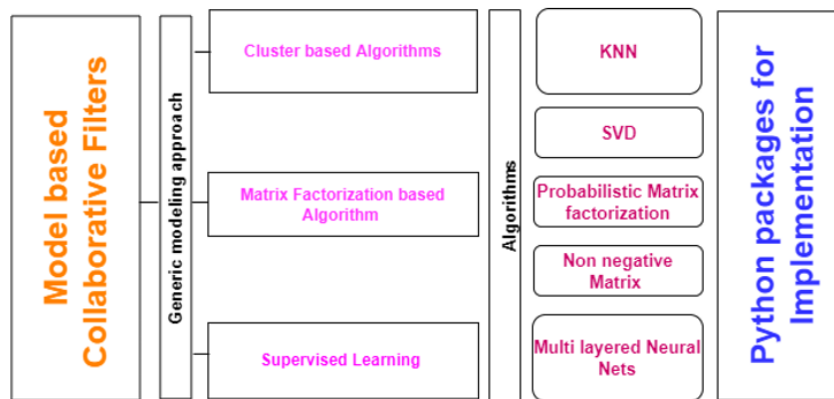 Model based
Collaborative Filters
Generic modeling approach
Cluster based Algorithms
Matrix Factorization based
Algorithm
Supervised Learning
Algorithms
KNN
SVD
Probabilistic Matrix
factorization
Non negative
Matrix
Multi layered Neural
Nets
Python packages for
Implementation